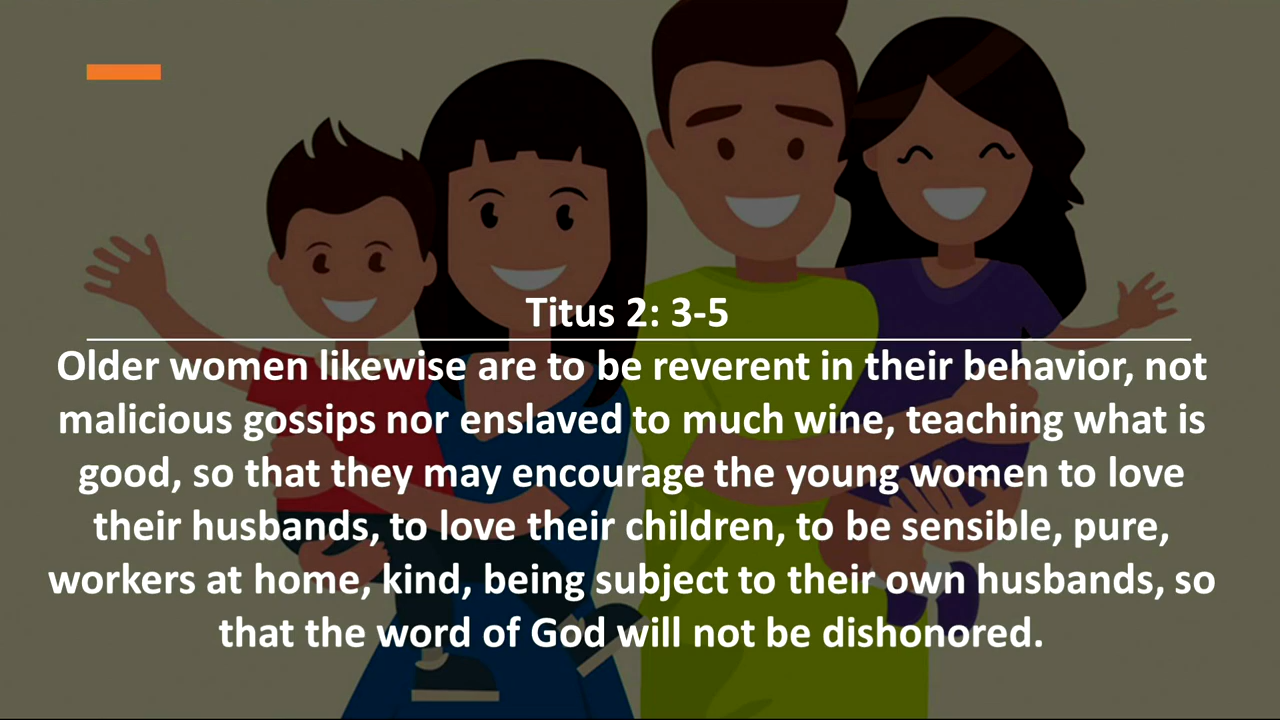 Titus 2: 3-5
Older women likewise are to be reverent in their behavior, not
malicious gossips nor enslaved to much wine, teaching what is
good, so that they may encourage the young women to love
their husbands, to love their children, to be sensible, pure,
workers at home, kind, being subject to their own husbands, so
that the word of God will not be dishonored.